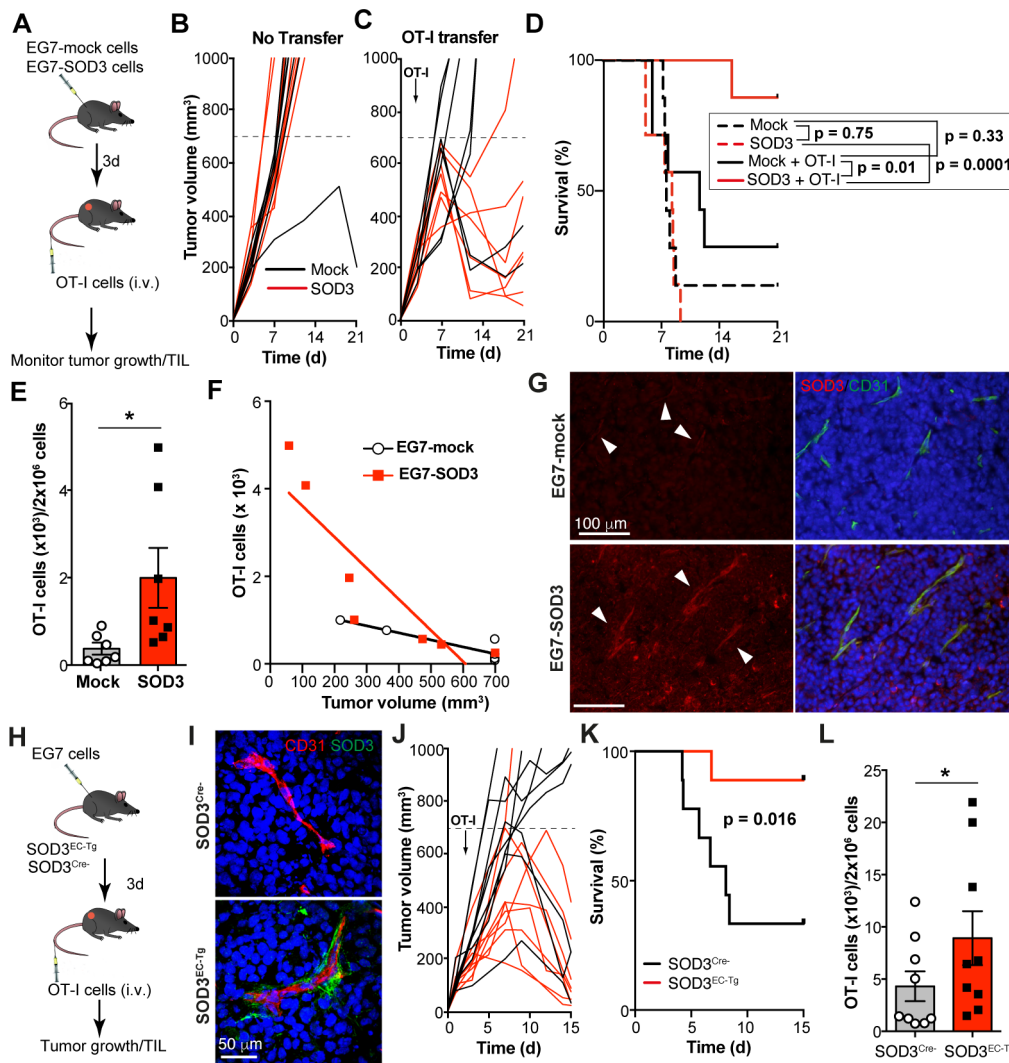 A
EG7-mock cells
EG7-SOD3 cells
3d
OT-I cells (i.v.)
Monitor tumor growth/TIL
B
No Transfer
Tumor volume (mm³)
1000
800
600
400
200
0
Mock
SOD3
0 7 14 21
Time (d)
C
OT-I transfer
OT-I
1000
800
600
400
200
0
0 7 14 21
Time (d)
D
Survival (%)
100
50
0
0 7 14 21
Time (d)
Mock
SOD3
Mock + OT-I
SOD3 + OT-I
p = 0.75
p = 0.01
p = 0.33
p = 0.0001
E
OT-I cells (x10³)/2x10⁶ cells
6
4
2
0
*
Mock SOD3
F
OT-I cells (x 10³)
6
4
2
0
EG7-mock
EG7-SOD3
0 100 200 300 400 500 600 700
Tumor volume (mm³)
G
EG7-mock
100 μm
SOD3 CD31
EG7-SOD3
H
EG7 cells
SOD3ᴱᶜ⁻ᵀᵍ
SOD3ᶜʳᵉ⁻
3d
OT-I cells (i.v.)
Tumor growth/TIL
I
SOD3ᶜʳᵉ⁻
CD31 SOD3
SOD3ᴱᶜ⁻ᵀᵍ
50 μm
J
Tumor volume (mm³)
1000
800
600
400
200
0
OT-I
0 5 10 15
Time (d)
K
Survival (%)
100
50
0
p = 0.016
SOD3ᶜʳᵉ⁻
SOD3ᴱᶜ⁻ᵀᵍ
0 5 10 15
Time (d)
L
OT-I cells (x10³)/2x10⁶ cells
25
20
15
10
5
0
*
SOD3ᶜʳᵉ⁻ SOD3ᴱᶜ⁻ᵀ